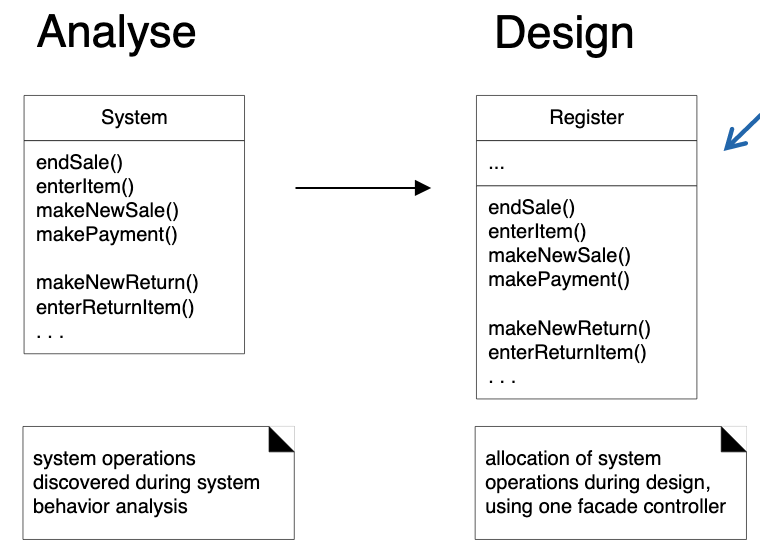 Analyse
Design
System
endSale()
enterItem()
makeNewSale()
makePayment()
makeNewReturn()
enterReturnItem()
. . .
Register
...
endSale()
enterItem()
makeNewSale()
makePayment()
makeNewReturn()
enterReturnItem()
. . .
system operations
discovered during system
behavior analysis
allocation of system
operations during design,
using one facade controller